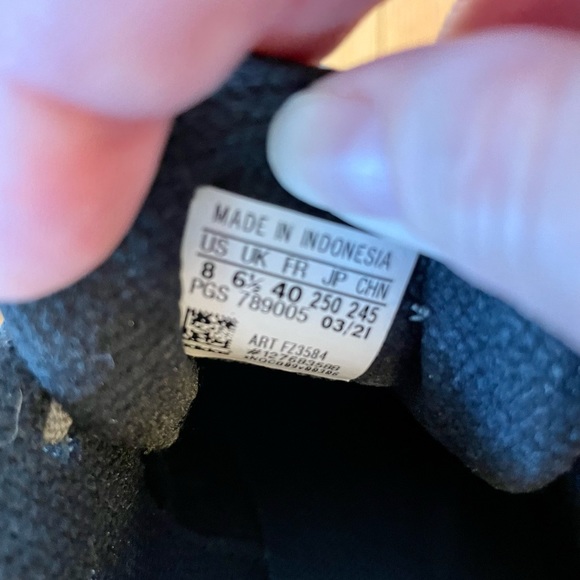 MADE IN INDONESIA
US UK FR JP CHN
8 6½ 40 250 245
PGS 789005 03/21
ART FZ3584